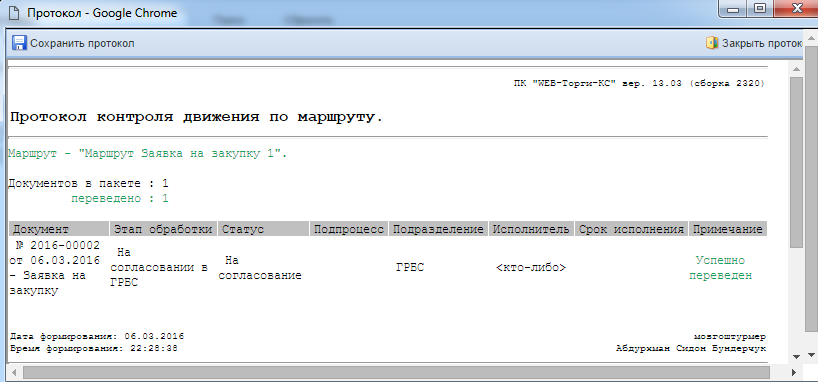 Протокол - Google Chrome
Сохранить протокол
Закрыть проток
ПК "WEB-Торги-КС" вер. 13.03 (сборка 2320)
Протокол контроля движения по маршруту.
Маршрут - "Маршрут Заявка на закупку 1".
Документов в пакете : 1
переведено : 1
Документ Этап обработки Статус Подпроцесс Подразделение Исполнитель Срок исполнения Примечание
№ 2016-00002
от 06.03.2016
- Заявка на
закупку
На
согласовании в
ГРБС
На
согласование
ГРБС
<кто-либо>
Успешно
переведен
Дата формирования: 06.03.2016
Время формирования: 22:28:38
мовгоштурмер
Абдурхман Сидон Бундерчук